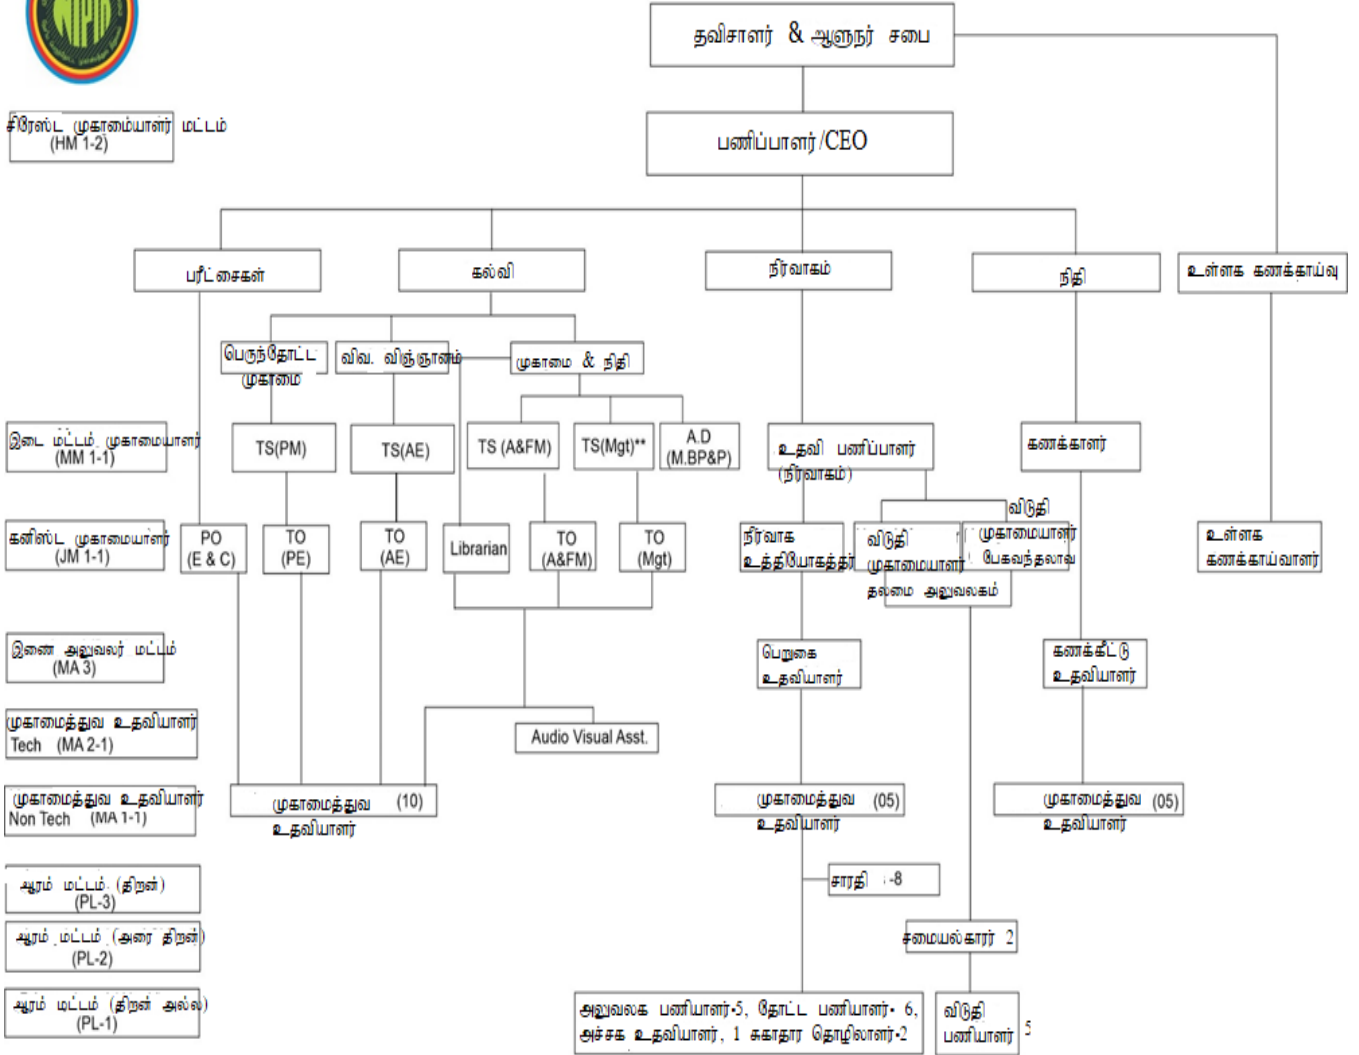 NIPM
தவிசாளர் & ஆளுநர் சபை
சிரேஸ்ட முகாமையாளர் மட்டம்
(HM 1-2)
பணிப்பாளர்/CEO
பரீட்சைகள்
கல்வி
நிர்வாகம்
நிதி
உள்ளக கணக்காய்வு
பெருந்தோட்ட
முகாமை
விவ. விஞ்ஞானம்
முகாமை & நிதி
இடை மட்டம் முகாமையாளர்
(MM 1-1)
TS(PM)
TS(AE)
TS (A&FM)
TS(Mgt)**
A.D
(M.BP&P)
உதவி பணிப்பாளர்
(நிர்வாகம்)
கணக்காளர்
கனிஸ்ட முகாமையாளர்
(JM 1-1)
PO
(E & C)
TO
(PE)
TO
(AE)
Librarian
TO
(A&FM)
TO
(Mgt)
நிர்வாக
உத்தியோகத்தர்
விடுதி
முகாமையாளர்
தலமை அலுவலகம்
விடுதி
முகாமையாளர்
பேகவந்தலாவ
உள்ளக
கணக்காய்வாளர்
இணை அலுவலர் மட்டம்
(MA 3)
பெறுகை
உதவியாளர்
கணக்கீட்டு
உதவியாளர்
முகாமைத்துவ உதவியாளர்
Tech (MA 2-1)
Audio Visual Asst.
முகாமைத்துவ உதவியாளர்
Non Tech (MA 1-1)
முகாமைத்துவ (10)
உதவியாளர்
முகாமைத்துவ (05)
உதவியாளர்
முகாமைத்துவ (05)
உதவியாளர்
ஆரம் மட்டம் (திறன்)
(PL-3)
சாரதி -8
ஆரம் மட்டம் (அரை திறன்)
(PL-2)
சமையல்காரர் 2
ஆரம் மட்டம் (திறன் அல்ல)
(PL-1)
அலுவலக பணியாளர்-5, தோட்ட பணியாளர்- 6,
அச்சக உதவியாளர், 1 சுகாதார தொழிலாளர்-2
விடுதி
பணியாளர் 5